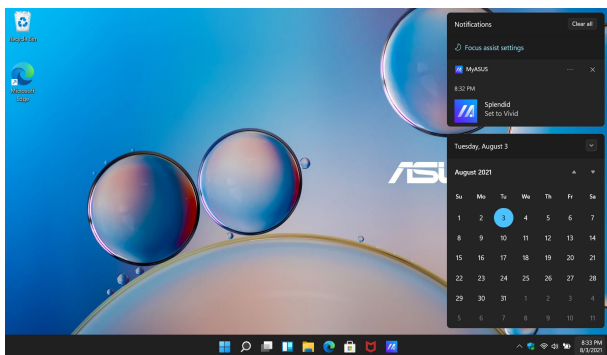 Recycle Bin
Microsoft
Edge
Notifications
Clear all
Focus assist settings
MyASUS
8:32 PM
Splendid
Set to Vivid
Tuesday, August 3
August 2021
Su Mo Tu We Th Fr Sa
1 2 3 4 5 6 7
8 9 10 11 12 13 14
15 16 17 18 19 20 21
22 23 24 25 26 27 28
29 30 31 1 2 3 4
5 6 7 8 9 10 11
8:33 PM
8/3/2021